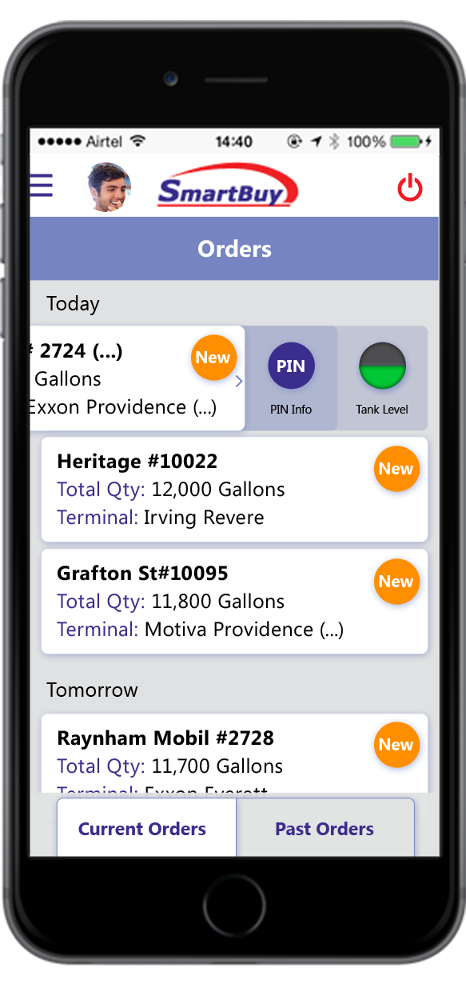 Airtel 14:40 100%
SmartBuy
Orders
Today
# 2724 (...)
New
Gallons
Exxon Providence (...)
PIN
PIN Info
Tank Level
Heritage #10022
New
Total Qty: 12,000 Gallons
Terminal: Irving Revere
Grafton St#10095
New
Total Qty: 11,800 Gallons
Terminal: Motiva Providence (...)
Tomorrow
Raynham Mobil #2728
New
Total Qty: 11,700 Gallons
Terminal: Exxon Everett
Current Orders
Past Orders